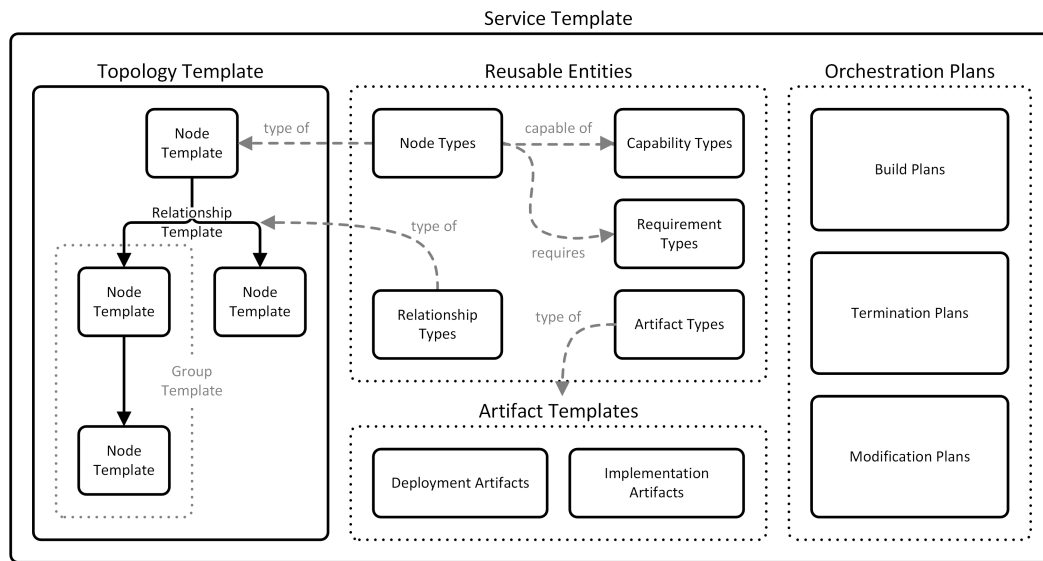 Service Template
Topology Template
Node
Template
Relationship
Template
Node
Template
Node
Template
Group
Template
Node
Template
Reusable Entities
type of
Node Types
capable of
Capability Types
Requirement
Types
requires
type of
Relationship
Types
type of
Artifact Types
Artifact Templates
Deployment Artifacts
Implementation
Artifacts
Orchestration Plans
Build Plans
Termination Plans
Modification Plans